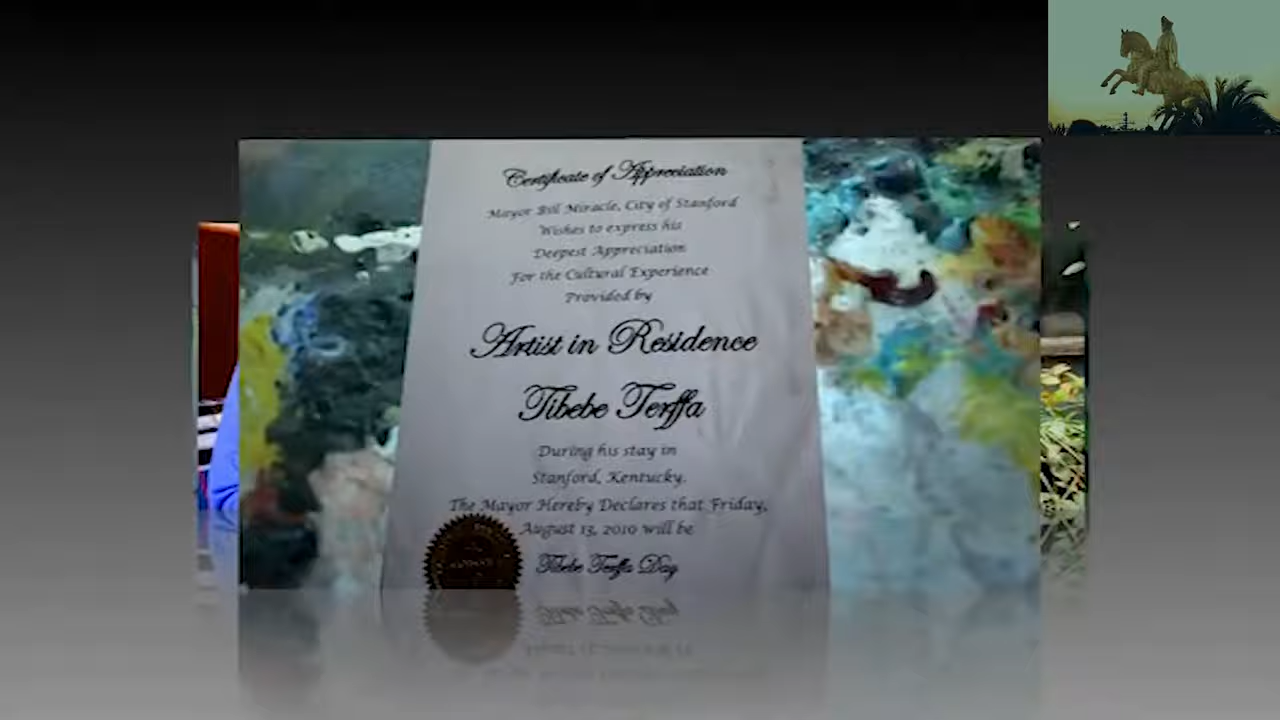 Certificate of Appreciation
Mayor Bill Miracle, City of Stanford
Wishes to express his
Deepest Appreciation
For the Cultural Experience
Provided by
Artist in Residence
Tibebe Terffa
During his stay in
Stanford, Kentucky.
The Mayor Hereby Declares that Friday,
August 13, 2010 will be
Tibebe Terffa Day